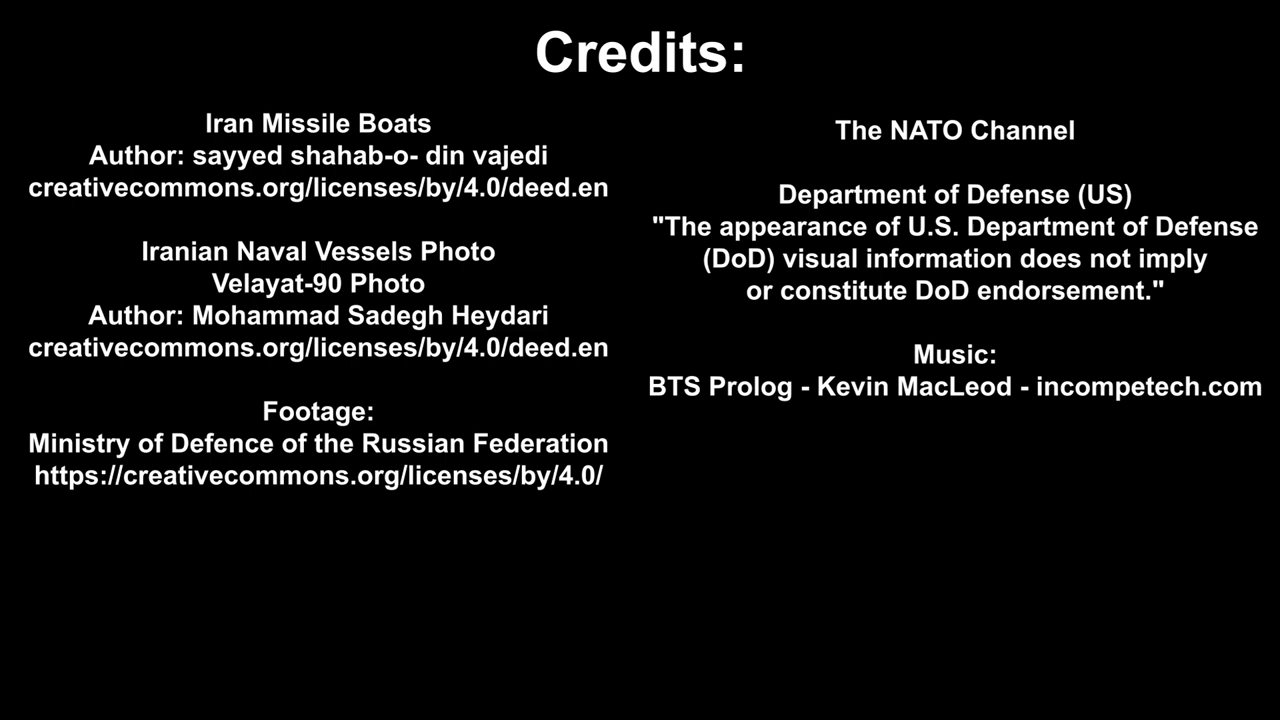 Credits:
Iran Missile Boats
Author: sayyed shahab-o- din vajedi
creativecommons.org/licenses/by/4.0/deed.en
Iranian Naval Vessels Photo
Velayat-90 Photo
Author: Mohammad Sadegh Heydari
creativecommons.org/licenses/by/4.0/deed.en
Footage:
Ministry of Defence of the Russian Federation
https://creativecommons.org/licenses/by/4.0/
The NATO Channel
Department of Defense (US)
"The appearance of U.S. Department of Defense
(DoD) visual information does not imply
or constitute DoD endorsement."
Music:
BTS Prolog - Kevin MacLeod - incompetech.com